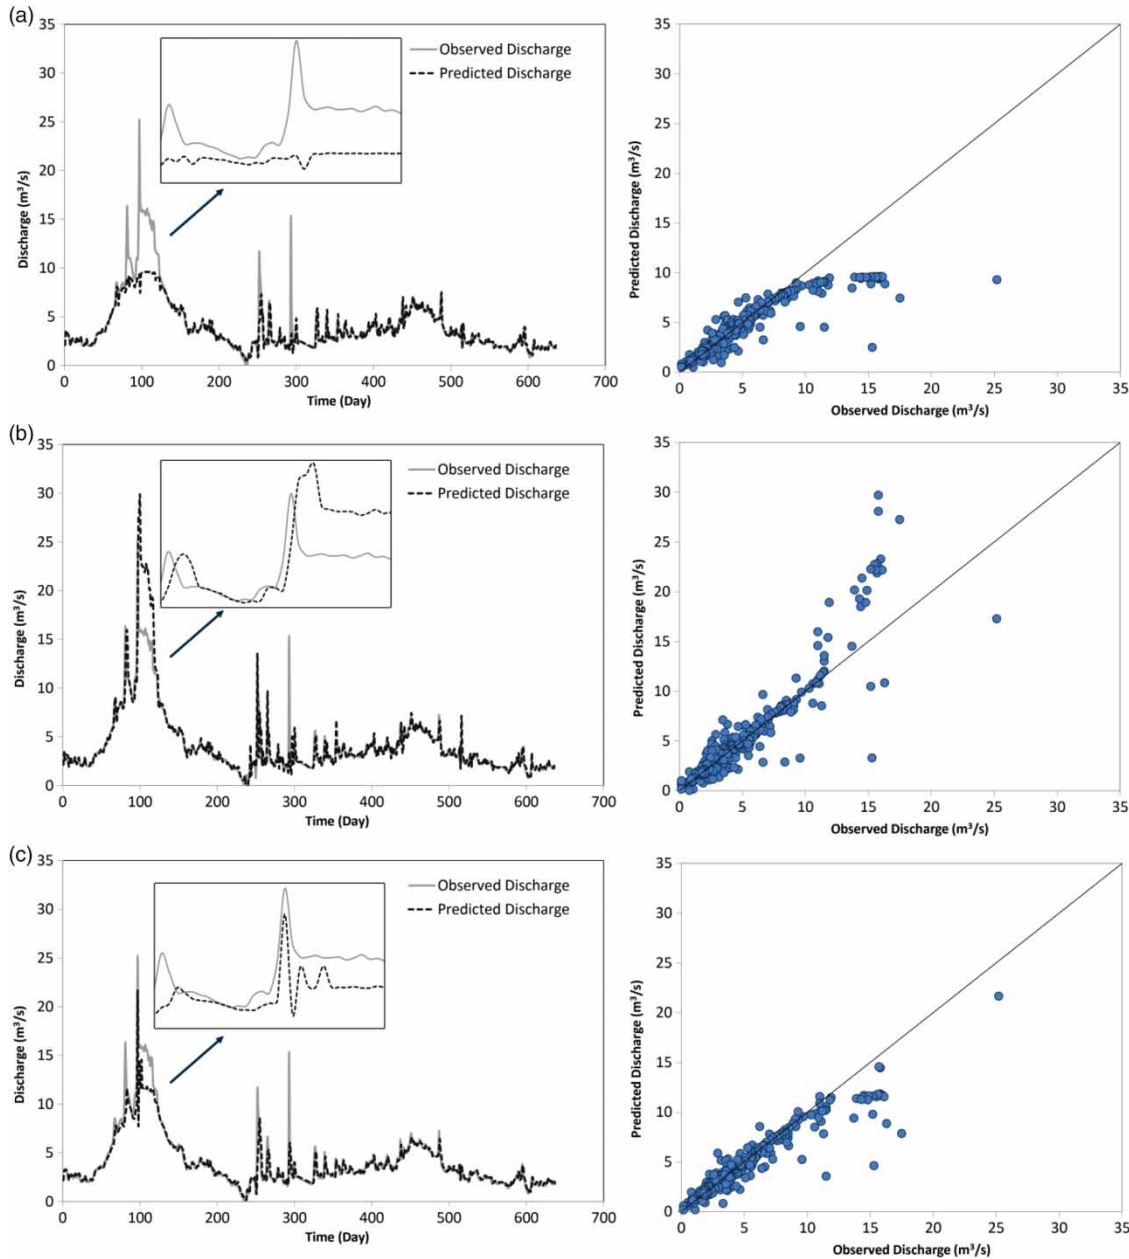 (a)
35
30
25
20
15
10
5
0
Discharge (m³/s)
Observed Discharge
Predicted Discharge
0 100 200 300 400 500 600 700
Time (Day)
35
30
25
20
15
10
5
0
Predicted Discharge (m³/s)
0 5 10 15 20 25 30 35
Observed Discharge (m³/s)
(b)
35
30
25
20
15
10
5
0
Discharge (m³/s)
Observed Discharge
Predicted Discharge
0 100 200 300 400 500 600 700
Time (Day)
35
30
25
20
15
10
5
0
Predicted Discharge (m³/s)
0 5 10 15 20 25 30 35
Observed Discharge (m³/s)
(c)
35
30
25
20
15
10
5
0
Discharge (m³/s)
Observed Discharge
Predicted Discharge
0 100 200 300 400 500 600 700
Time (Day)
35
30
25
20
15
10
5
0
Predicted Discharge (m³/s)
0 5 10 15 20 25 30 35
Observed Discharge (m³/s)